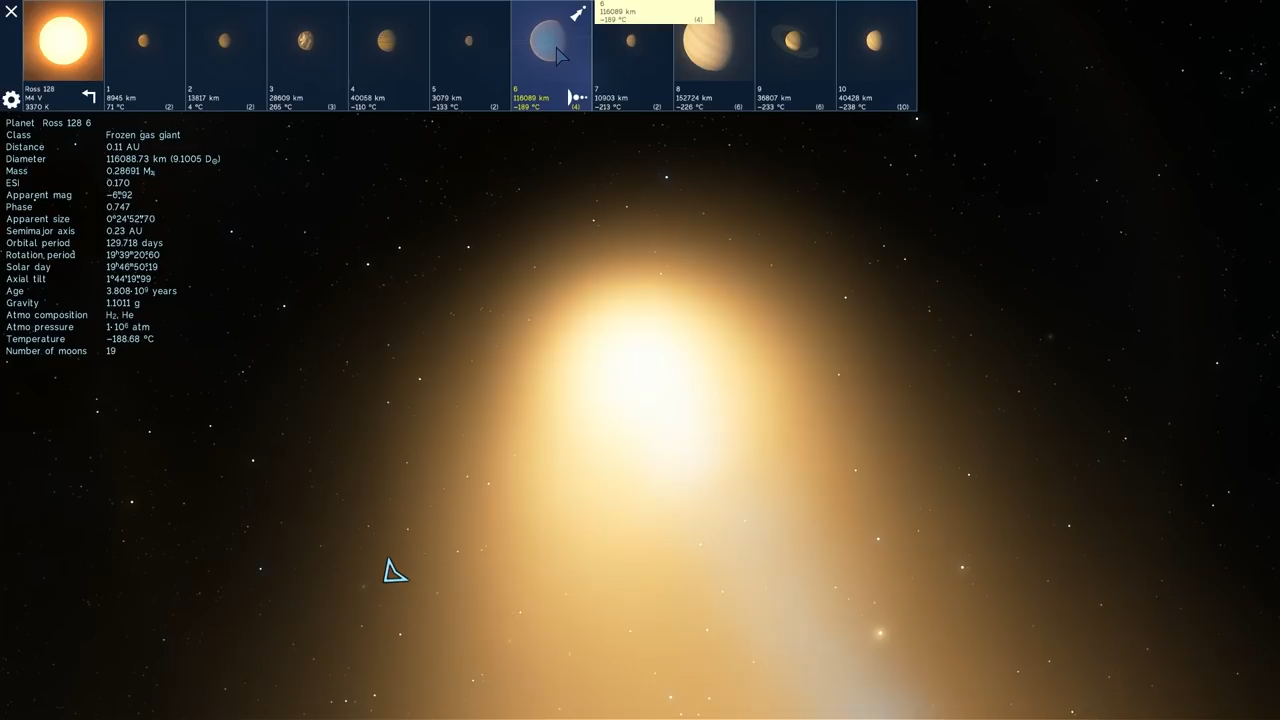 6
116089 km
-189 °C (4)
Ross 128
M4 V
3370 K
1
8945 km
71 °C (2)
2
13817 km
4 °C (2)
3
28609 km
265 °C (3)
4
40058 km
-110 °C (2)
5
3079 km
-133 °C (2)
6
116089 km
-189 °C (4)
7
10903 km
-213 °C (2)
8
152724 km
-226 °C (6)
9
36807 km
-233 °C (6)
10
40428 km
-238 °C (10)
Planet Ross 128 6
Class Frozen gas giant
Distance 0.11 AU
Diameter 116088.73 km (9.1005 D⊕)
Mass 0.28691 M♃
ESI 0.170
Apparent mag -6ᵐ.92
Phase 0.747
Apparent size 0°24'52".70
Semimajor axis 0.23 AU
Orbital period 129.718 days
Rotation period 19ʰ39ᵐ20ˢ.60
Solar day 19ʰ46ᵐ50ˢ.19
Axial tilt 1°44'19".99
Age 3.808·10⁹ years
Gravity 1.1011 g
Atmo composition H₂, He
Atmo pressure 1·10⁶ atm
Temperature -188.68 °C
Number of moons 19